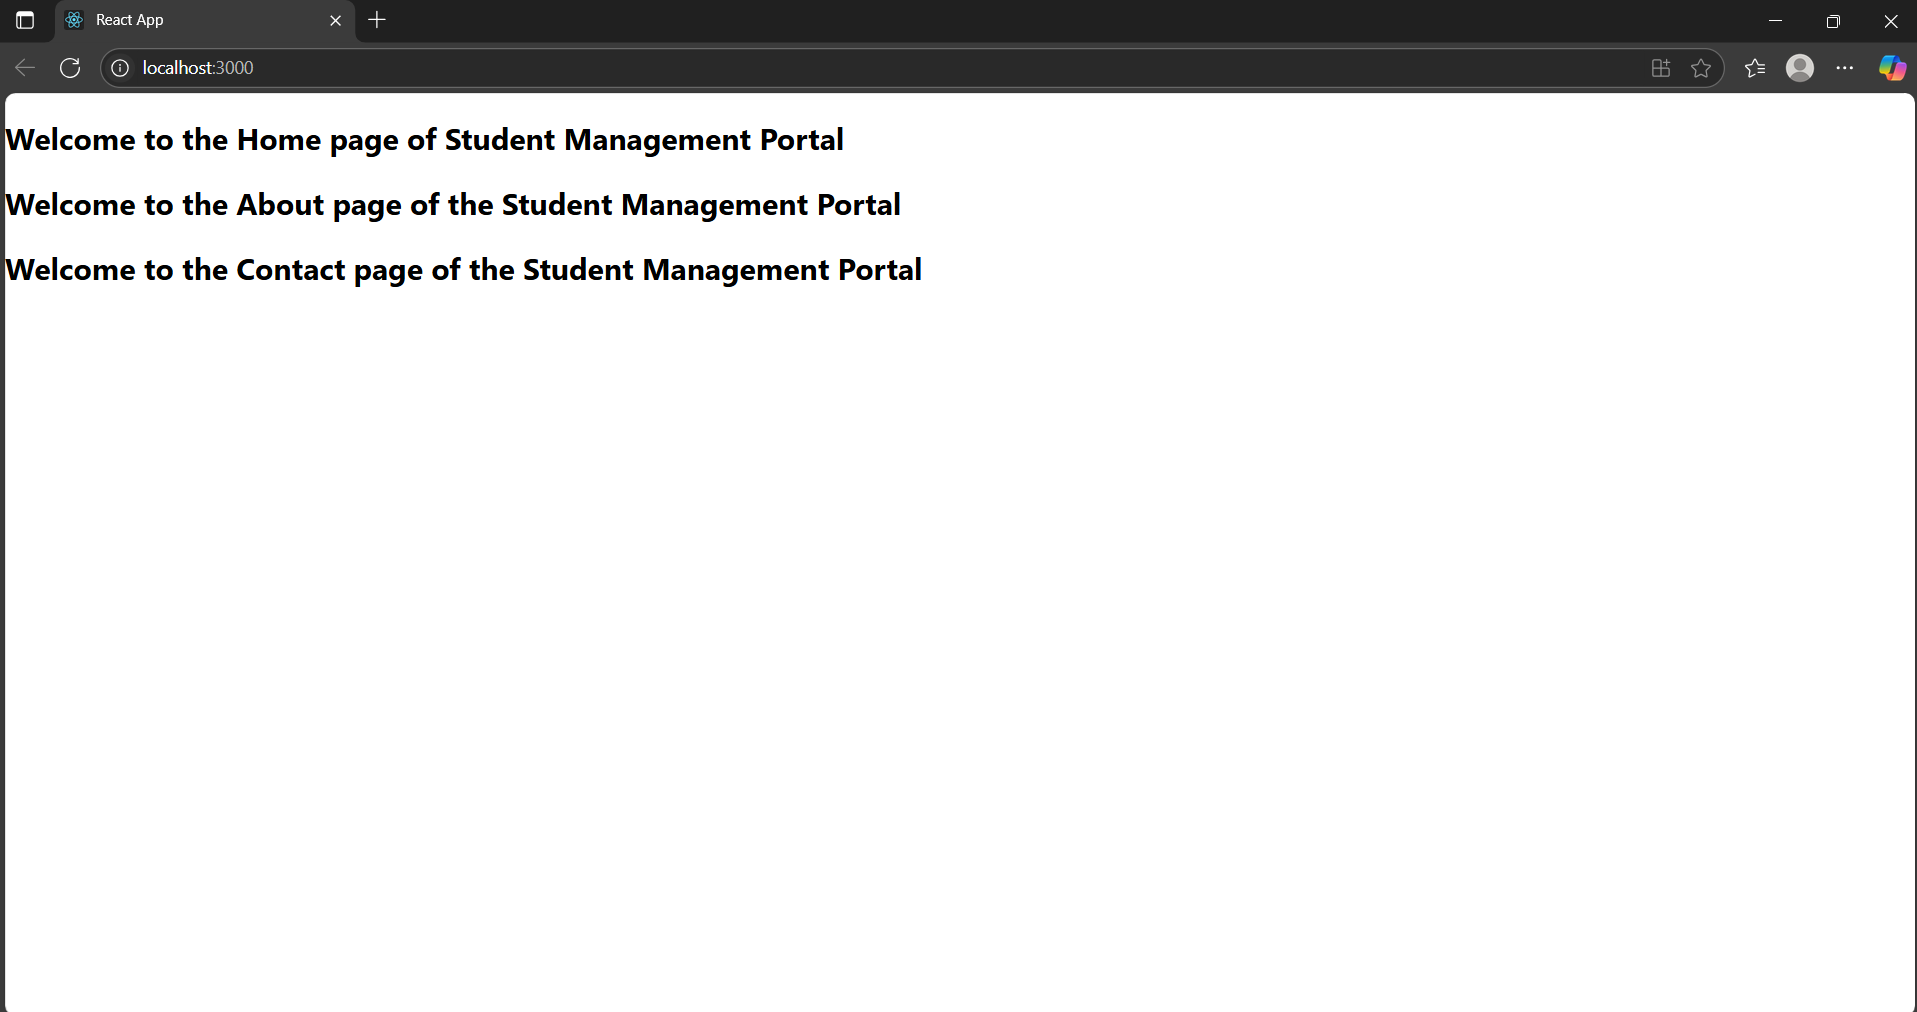 React App
localhost:3000
Welcome to the Home page of Student Management Portal
Welcome to the About page of the Student Management Portal
Welcome to the Contact page of the Student Management Portal